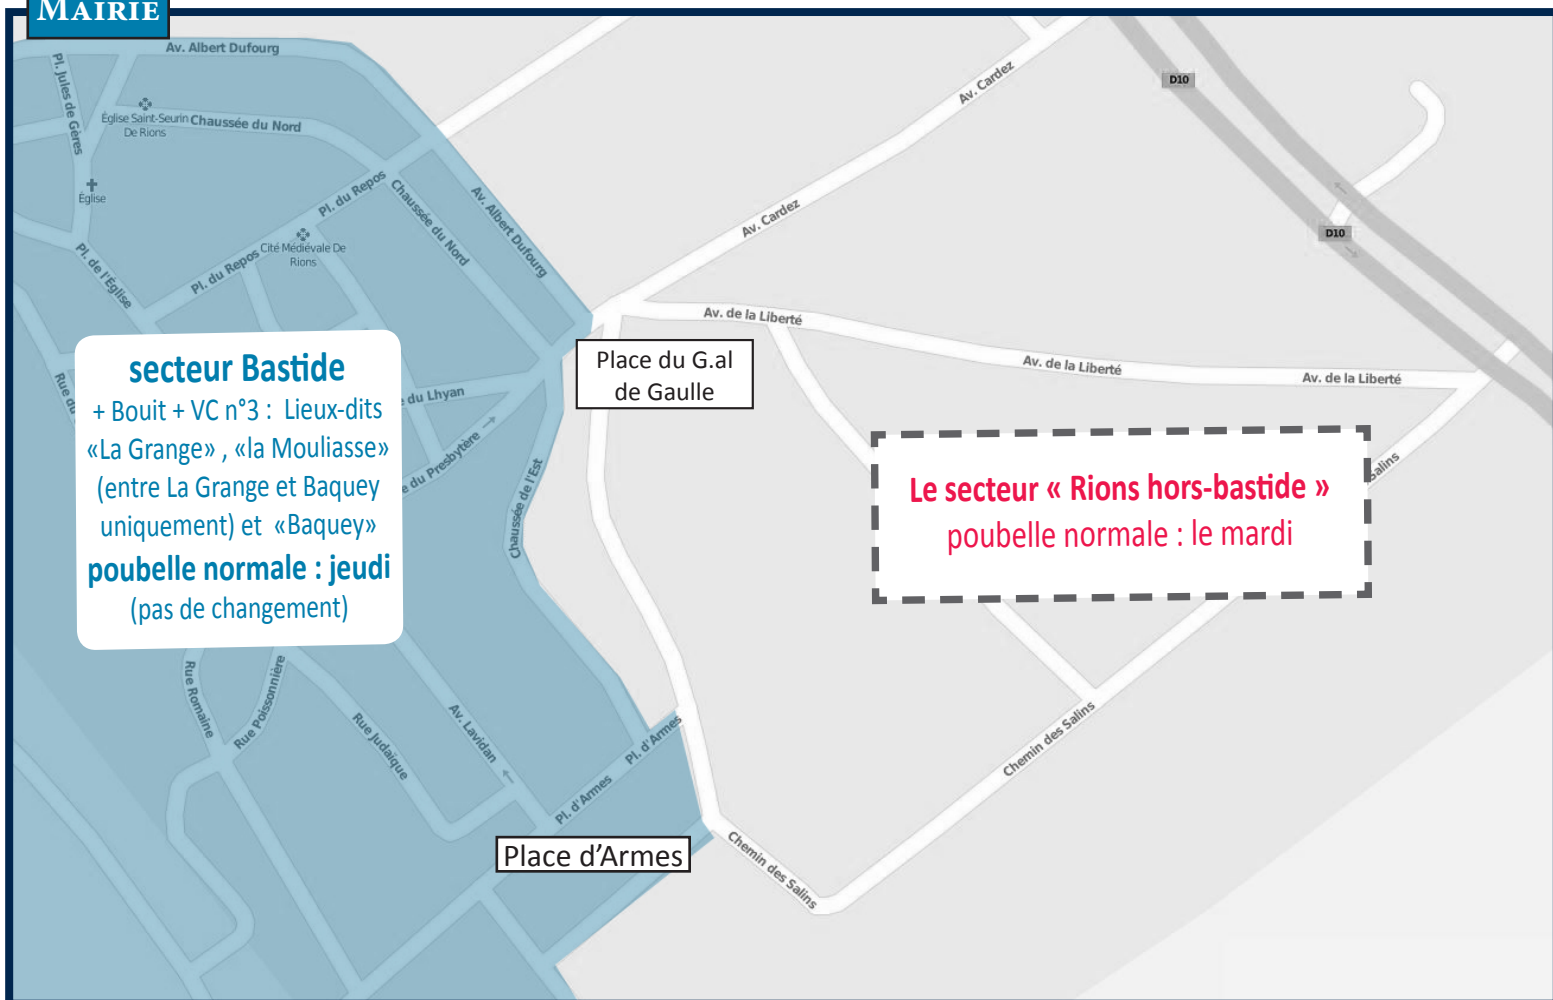 MAIRIE
Av. Albert Dufourg
Pl. Jules de Gères
Église Saint-Seurin
De Rions
Chaussée du Nord
Église
Pl. du Repos
Chaussée du Nord
Av. Albert Dufourg
Pl. de l'Église
Pl. du Repos
Cité Médiévale De
Rions
Av. Cardez
Av. Cardez
D10
D10
Av. de la Liberté
Av. de la Liberté
Av. de la Liberté
Place du G.al
de Gaulle
Rue du
du Lhyan
e du Presbytère
Chaussée de l'Est
secteur Bastide
+ Bouit + VC n°3 : Lieux-dits
«La Grange» , «la Mouliasse»
(entre La Grange et Baquey
uniquement) et «Baquey»
poubelle normale : jeudi
(pas de changement)
Le secteur « Rions hors-bastide »
poubelle normale : le mardi
Salins
Rue Romaine
Rue Poissonnière
Rue Judaïque
Av. Lavidan
Pl. d'Armes
Pl. d'Armes
Place d'Armes
Chemin des Salins
Chemin des Salins